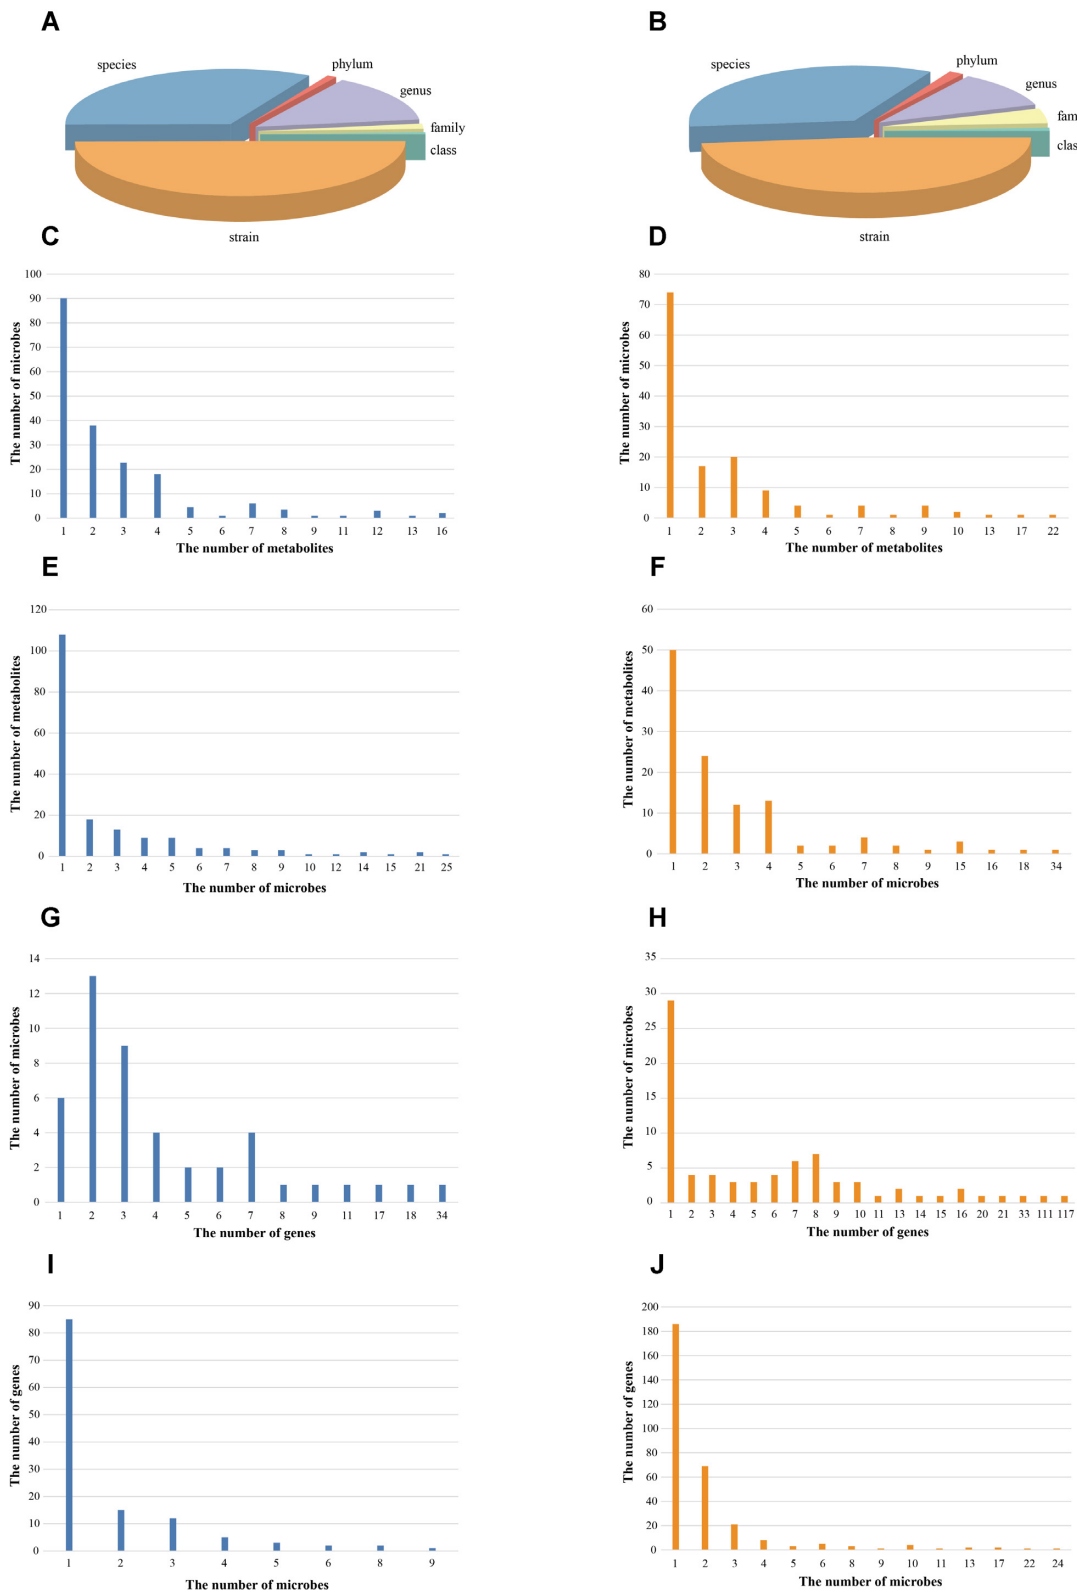 A
species
phylum
genus
family
class
strain
B
species
phylum
genus
fam
clas
strain
C
The number of microbes
100
90
80
70
60
50
40
30
20
10
0
1 2 3 4 5 6 7 8 9 11 12 13 16
The number of metabolites
D
The number of microbes
80
70
60
50
40
30
20
10
0
1 2 3 4 5 6 7 8 9 10 13 17 22
The number of metabolites
E
The number of metabolites
120
100
80
60
40
20
0
1 2 3 4 5 6 7 8 9 10 12 14 15 21 25
The number of microbes
F
The number of metabolites
60
50
40
30
20
10
0
1 2 3 4 5 6 7 8 9 15 16 18 34
The number of microbes
G
The number of microbes
14
12
10
8
6
4
2
0
1 2 3 4 5 6 7 8 9 11 17 18 34
The number of genes
H
The number of microbes
35
30
25
20
15
10
5
0
1 2 3 4 5 6 7 8 9 10 11 13 14 15 16 20 21 33 111 117
The number of genes
I
The number of genes
90
80
70
60
50
40
30
20
10
0
1 2 3 4 5 6 8 9
The number of microbes
J
The number of genes
200
180
160
140
120
100
80
60
40
20
0
1 2 3 4 5 6 8 9 10 11 13 17 22 24
The number of microbes